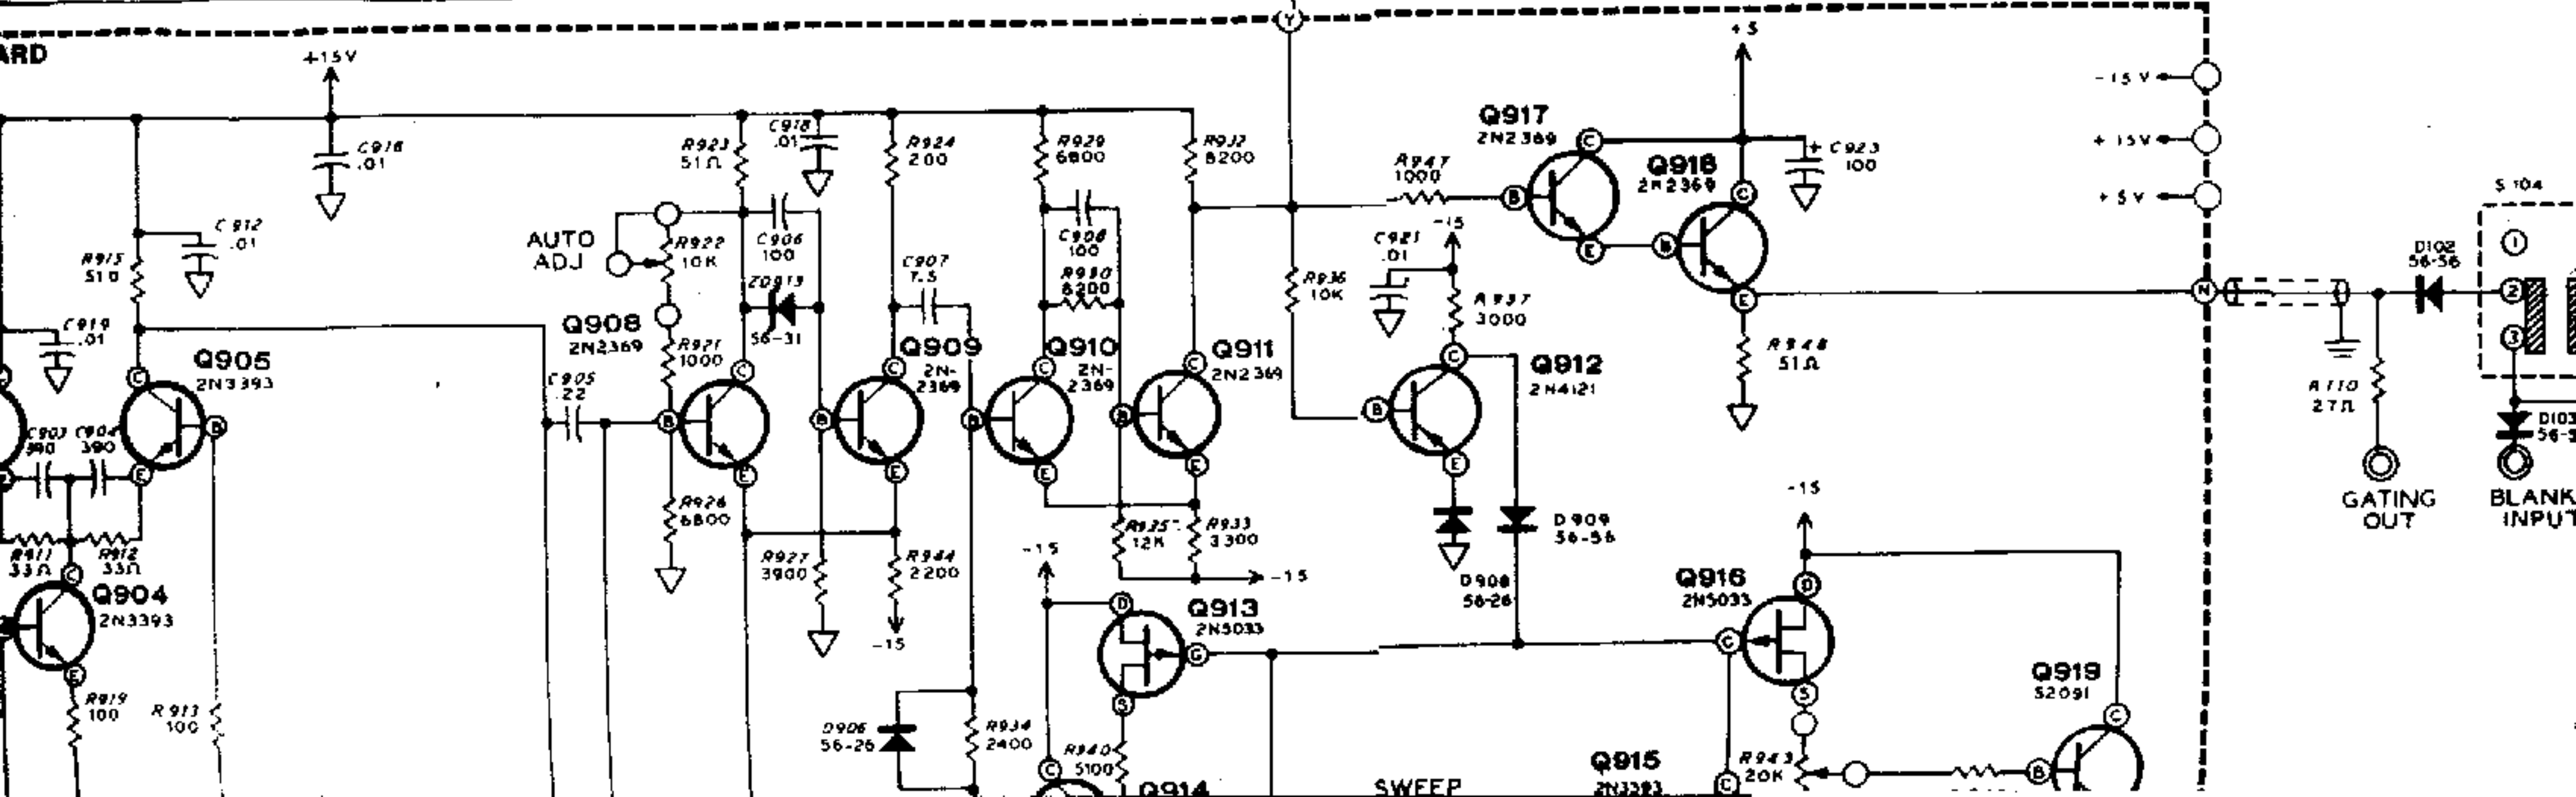 ARD
+15V
C916
.01
C912
.01
R915
510
C919
.01
Q905
2N3393
C903
390
C904
390
R911
33Ω
R912
33Ω
Q904
2N3393
R919
100
R913
100
AUTO
ADJ
R922
10K
Q908
2N2369
R921
1000
C905
.22
R926
6800
R923
51Ω
C918
.01
C906
100
ZD913
56-31
R924
200
C907
7.5
Q909
2N-
2369
R927
3900
R944
2200
-15
R929
6800
C908
100
R930
8200
Q910
2N-
2369
R932
8200
Q911
2N2369
R925
12K
R933
3300
-15
Y
Q917
2N2369
R947
1000
Q918
2N2369
+5
+ C923
100
-15
C921
.01
R936
10K
R937
3000
Q912
2N4121
R948
51Ω
D909
56-56
D908
56-26
-15
Q913
2N5033
D906
56-26
R934
2400
R940
5100
Q914
SWEEP
-15
Q916
2N5033
Q915
2N3393
R943
20K
Q919
S2091
-15V
+15V
+5V
N
D102
56-56
S104
1
2
3
R110
27Ω
D103
GATING
OUT
BLANK
INPUT
B
C
E
D
G
S